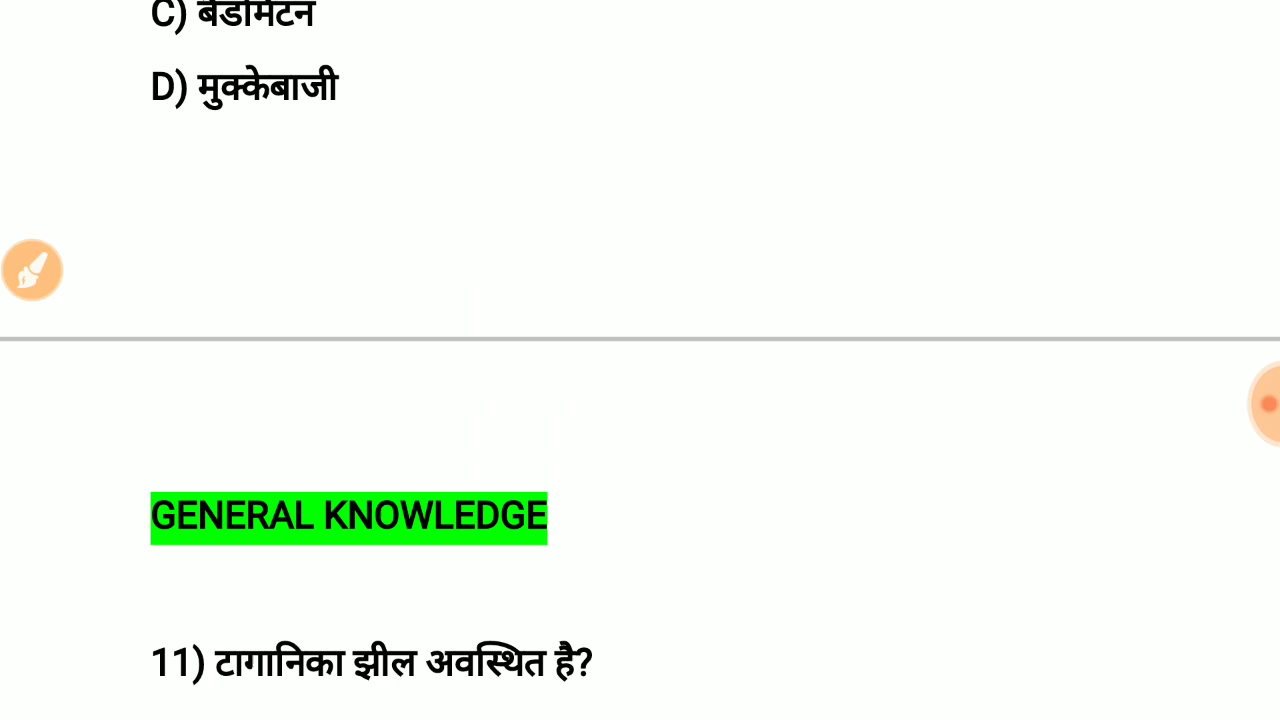 C) बैडमिंटन
D) मुक्केबाजी
GENERAL KNOWLEDGE
11) टागानिका झील अवस्थित है?